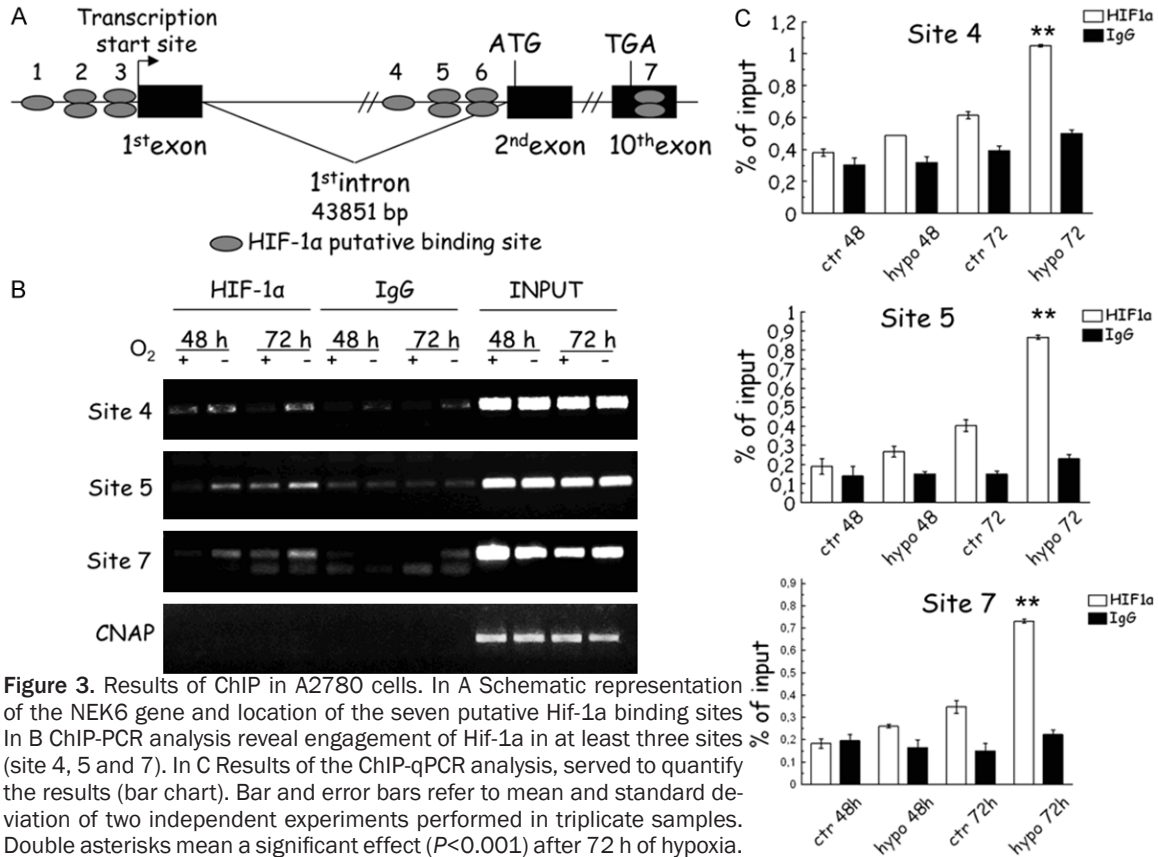 A
Transcription
start site
ATG
TGA
1 2 3 4 5 6 7
1st exon
2nd exon
10th exon
1st intron
43851 bp
HIF-1a putative binding site
B
HIF-1a IgG INPUT
O2 48 h 72 h 48 h 72 h 48 h 72 h
+ - + - + - + - + - + -
Site 4
Site 5
Site 7
CNAP
Figure 3. Results of ChIP in A2780 cells. In A Schematic representation
of the NEK6 gene and location of the seven putative Hif-1a binding sites
In B ChIP-PCR analysis reveal engagement of Hif-1a in at least three sites
(site 4, 5 and 7). In C Results of the ChIP-qPCR analysis, served to quantify
the results (bar chart). Bar and error bars refer to mean and standard de-
viation of two independent experiments performed in triplicate samples.
Double asterisks mean a significant effect (P<0.001) after 72 h of hypoxia.
C
Site 4
**
HIF1a
IgG
% of input
1,2
1
0,8
0,6
0,4
0,2
0
ctr 48
hypo 48
ctr 72
hypo 72
Site 5
**
HIF1a
IgG
% of input
1
0,9
0,8
0,7
0,6
0,5
0,4
0,3
0,2
0,1
0
ctr 48
hypo 48
ctr 72
hypo 72
Site 7
**
HIF1a
IgG
% of input
0,9
0,8
0,7
0,6
0,5
0,4
0,3
0,2
0,1
0
ctr 48h
hypo 48h
ctr 72h
hypo 72h